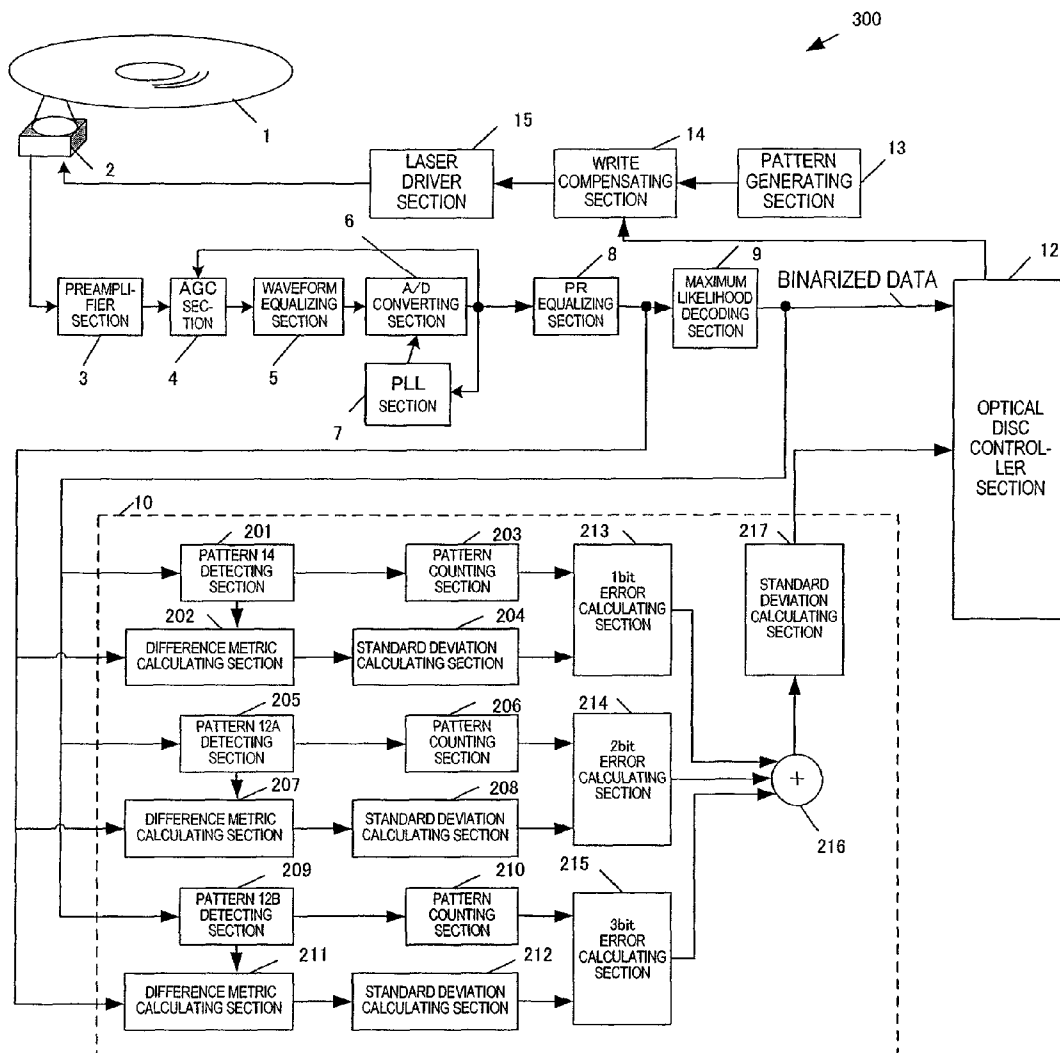 300
1
2
15
LASER
DRIVER
SECTION
14
WRITE
COMPENSATING
SECTION
PATTERN
GENERATING
SECTION
13
6
8
9
12
PREAMPLI-
FIER
SECTION
3
AGC
SEC-
TION
4
WAVEFORM
EQUALIZING
SECTION
5
A/D
CONVERTING
SECTION
PLL
SECTION
7
PR
EQUALIZING
SECTION
MAXIMUM
LIKELIHOOD
DECODING
SECTION
BINARIZED DATA
OPTICAL
DISC
CONTROL-
LER
SECTION
10
201
PATTERN 14
DETECTING
SECTION
203
PATTERN
COUNTING
SECTION
213
1bit
ERROR
CALCULATING
SECTION
217
STANDARD
DEVIATION
CALCULATING
SECTION
202
DIFFERENCE METRIC
CALCULATING SECTION
204
STANDARD DEVIATION
CALCULATING SECTION
205
PATTERN 12A
DETECTING
SECTION
206
PATTERN
COUNTING
SECTION
214
2bit
ERROR
CALCULATING
SECTION
207
DIFFERENCE METRIC
CALCULATING SECTION
208
STANDARD DEVIATION
CALCULATING SECTION
+
216
209
PATTERN 12B
DETECTING
SECTION
210
PATTERN
COUNTING
SECTION
215
3bit
ERROR
CALCULATING
SECTION
211
DIFFERENCE METRIC
CALCULATING SECTION
212
STANDARD DEVIATION
CALCULATING SECTION